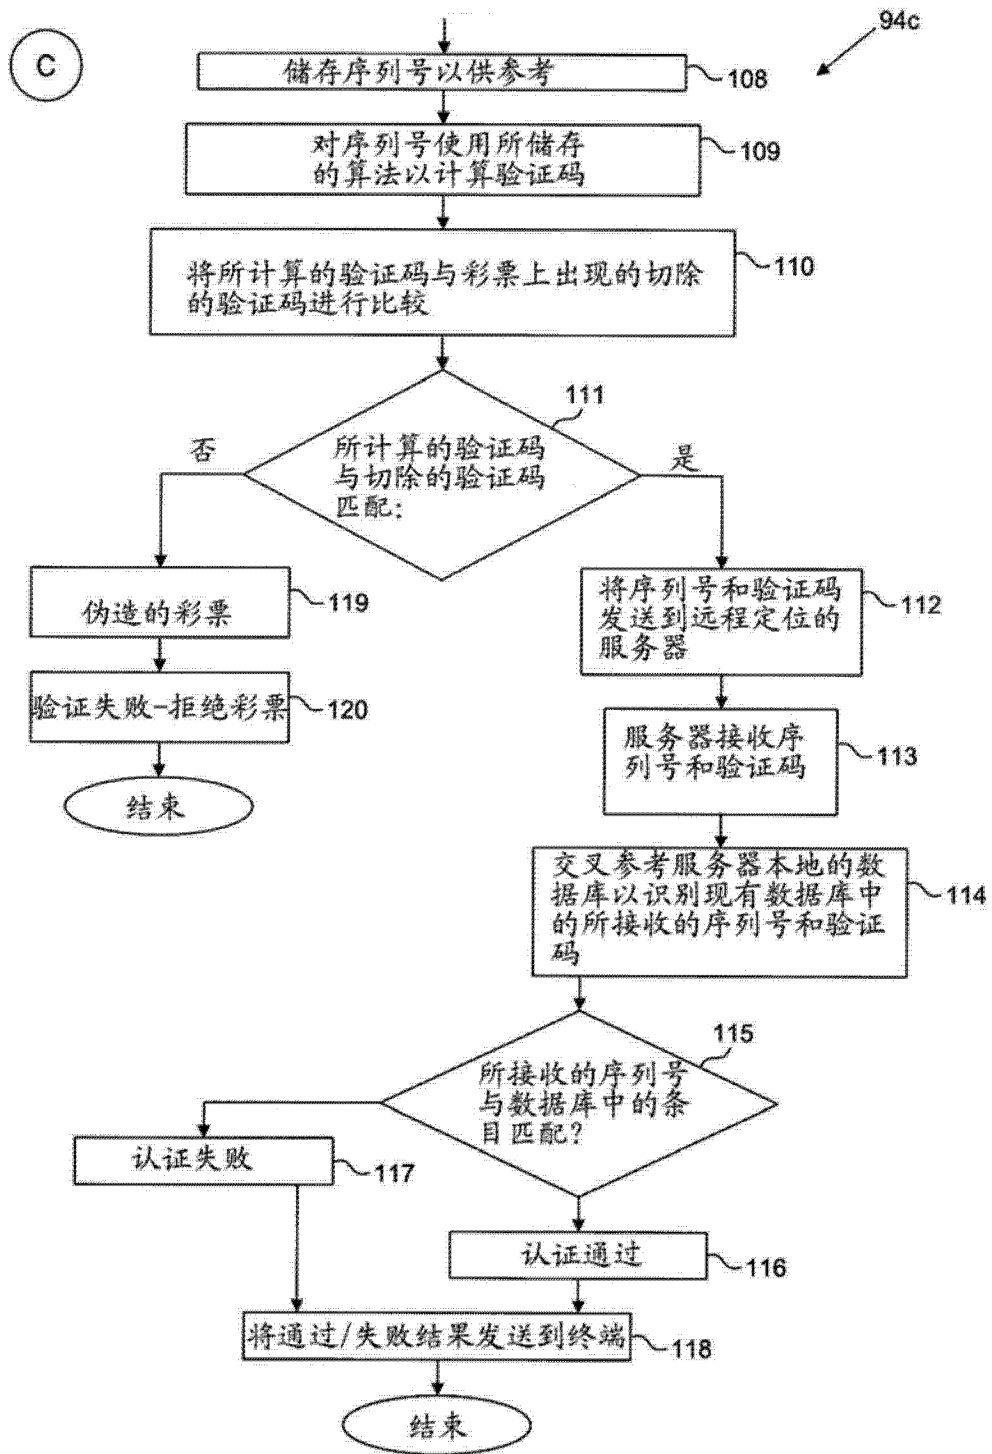 94c
C
储存序列号以供参考
108
对序列号使用所储存
的算法以计算验证码
109
将所计算的验证码与彩票上出现的切除
的验证码进行比较
110
111
所计算的验证码
与切除的验证码
匹配:
否
是
伪造的彩票
119
将序列号和验证码
发送到远程定位的
服务器
112
验证失败-拒绝彩票
120
服务器接收序
列号和验证码
113
结束
交叉参考服务器本地的数
据库以识别现有数据库中
的所接收的序列号和验证
码
114
115
所接收的序列号
与数据库中的条
目匹配?
认证失败
117
认证通过
116
将通过/失败结果发送到终端
118
结束